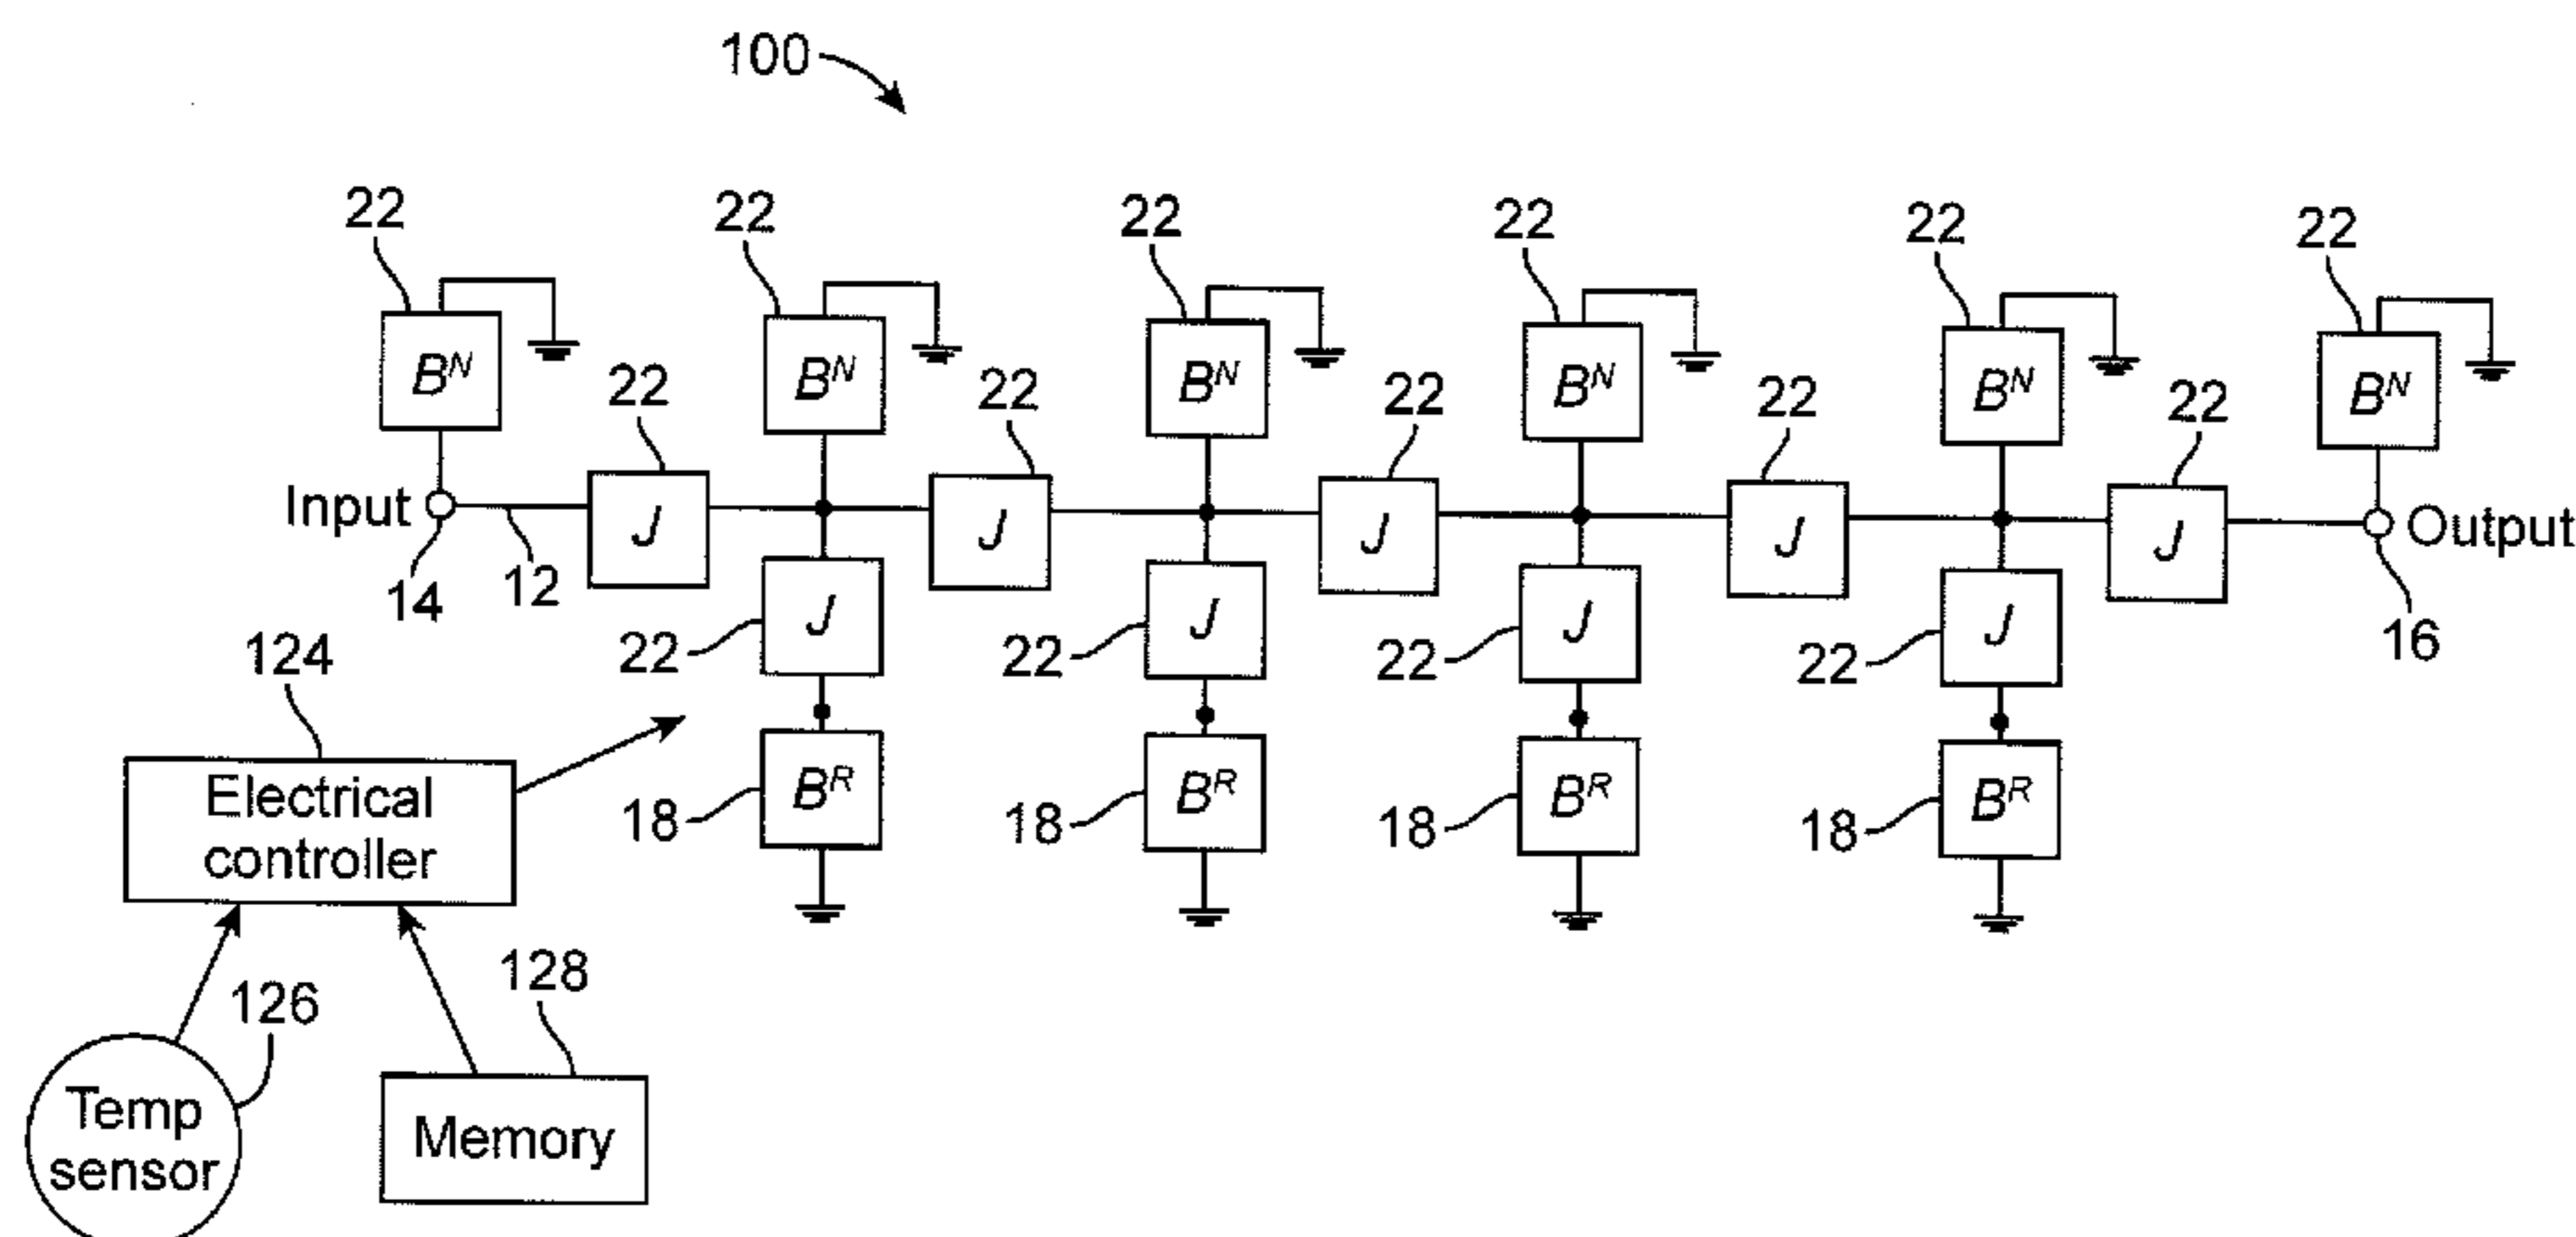 100
22 22 22 22 22 22
B^N B^N B^N B^N B^N B^N
22 22 22 22 22
Input J J J J J Output
14 12 16
J J J J
22 22 22 22
124
B^R B^R B^R B^R
18 18 18 18
Electrical
controller
126 128
Temp
sensor
Memory